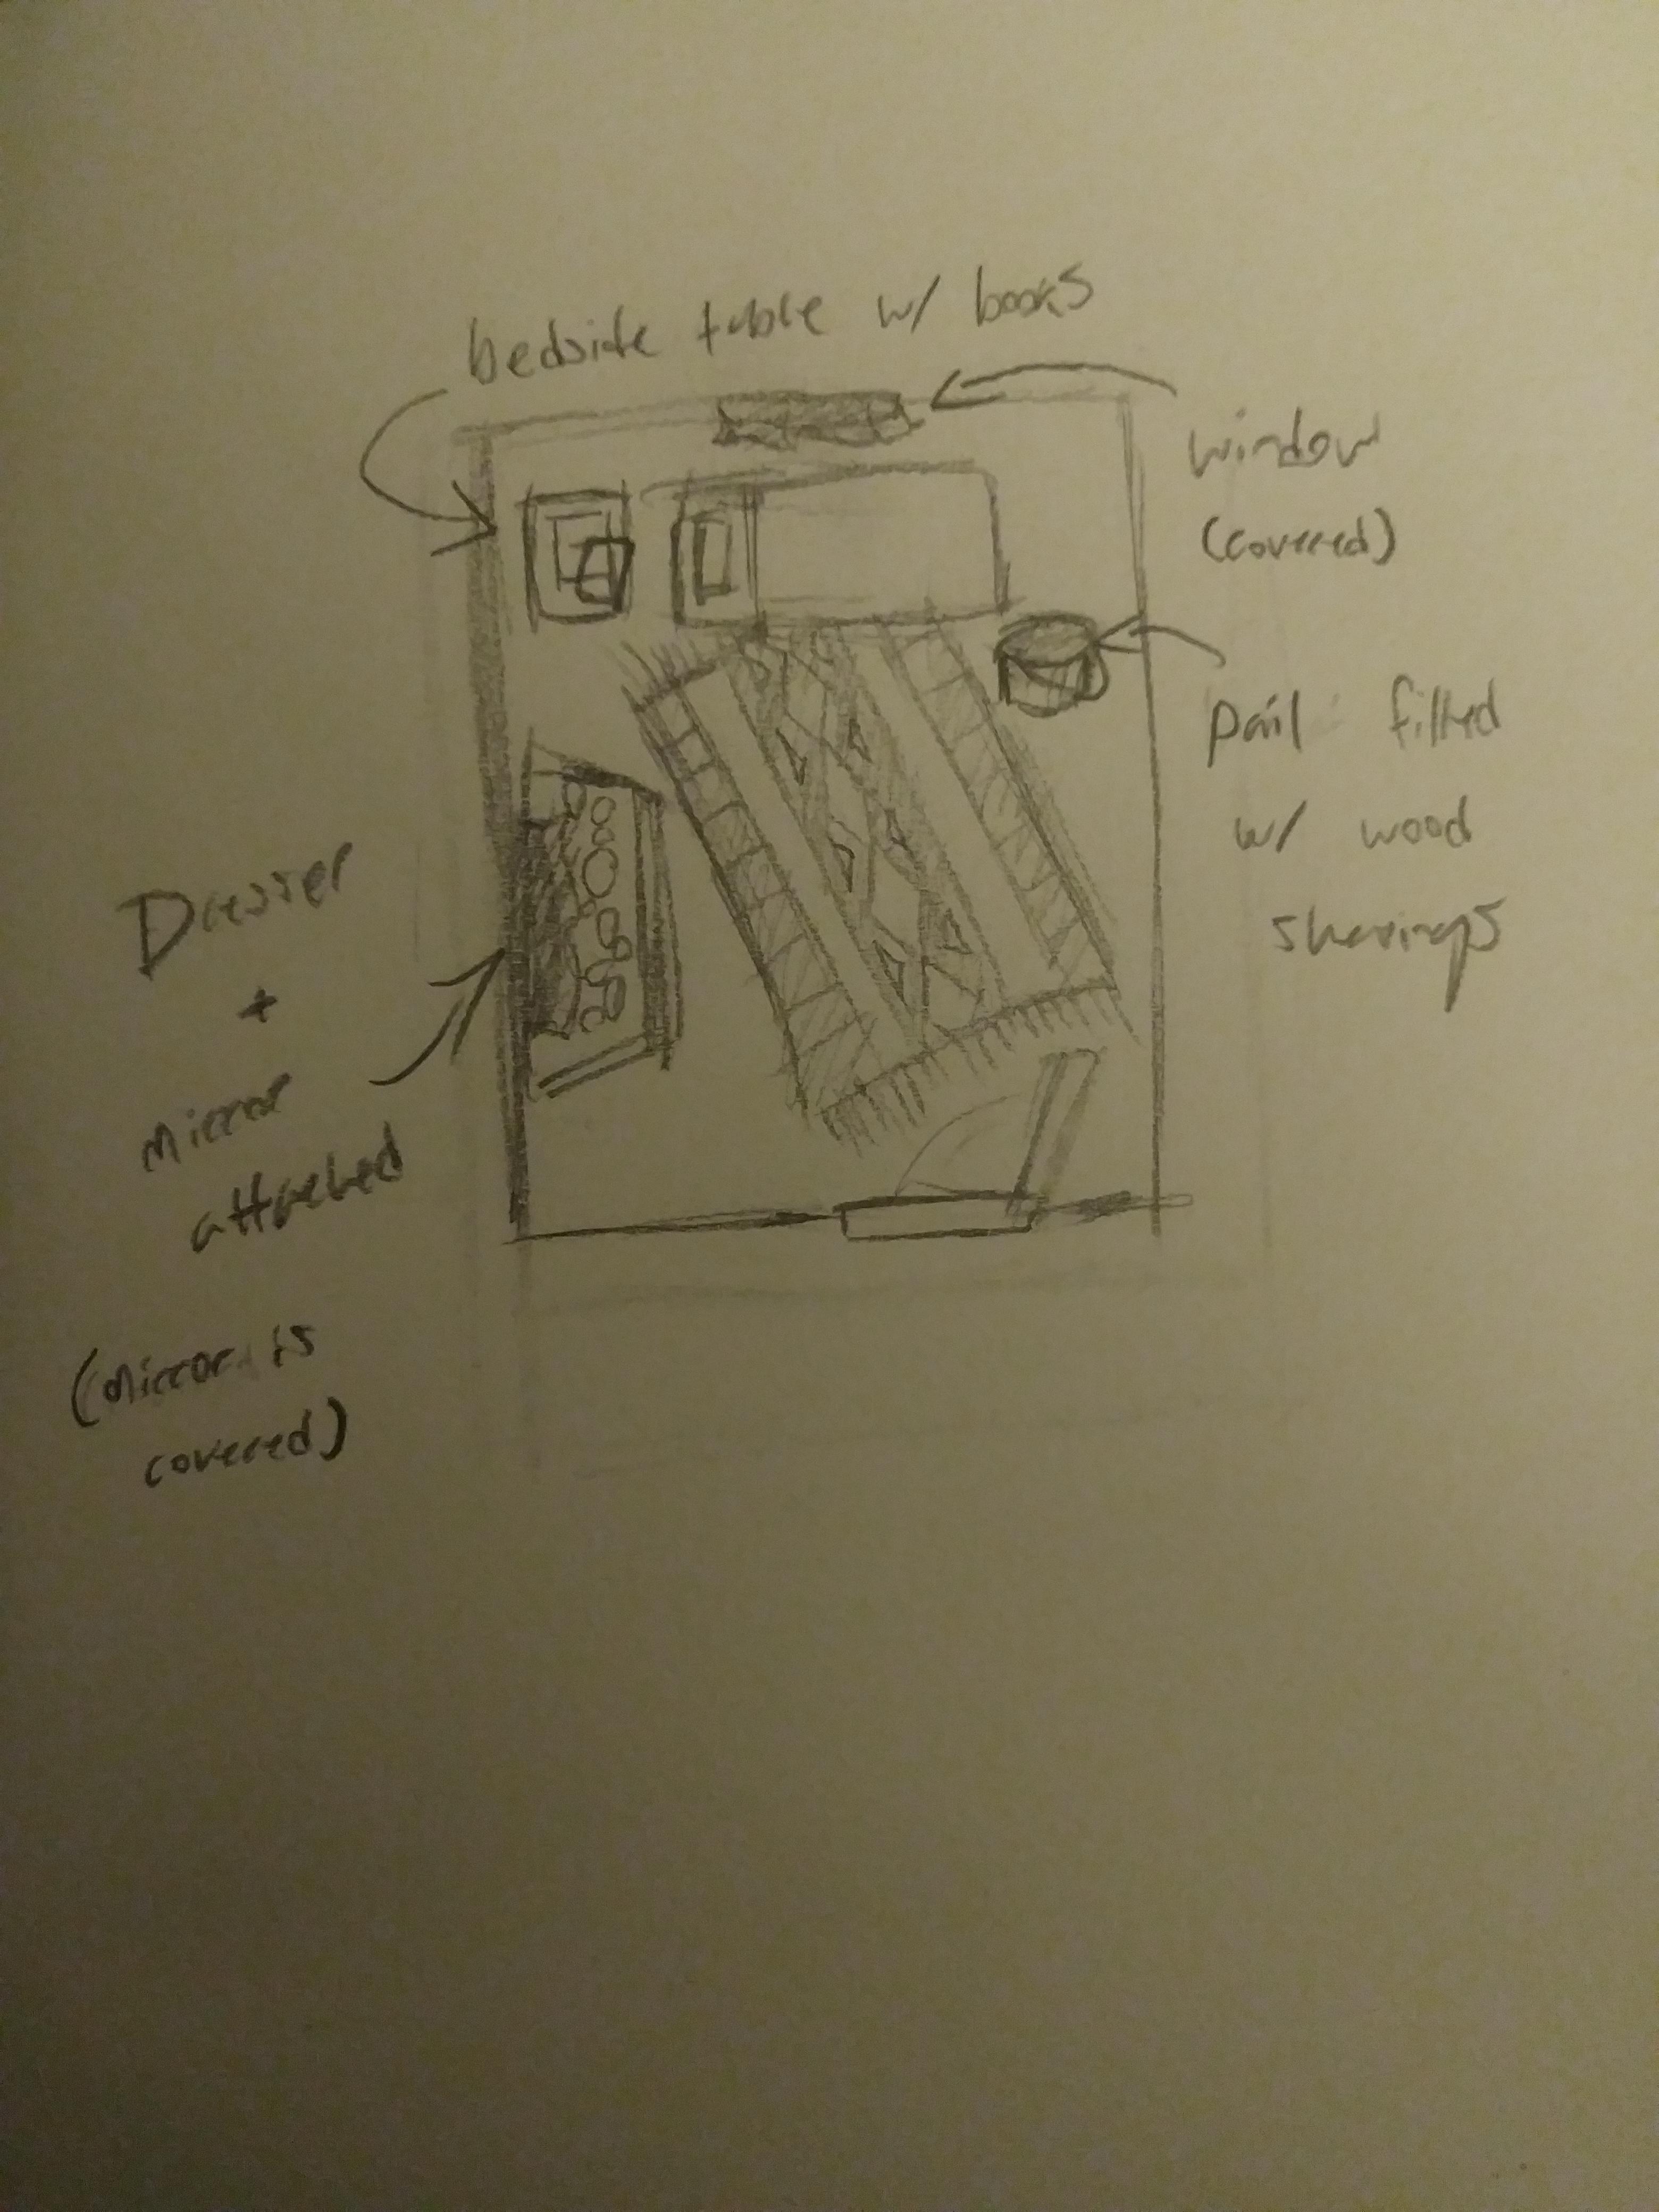 bedside table w/ books
window
(covered)
pail filled
w/ wood
shavings
Dresser
+
mirror
attached
(mirror is
covered)